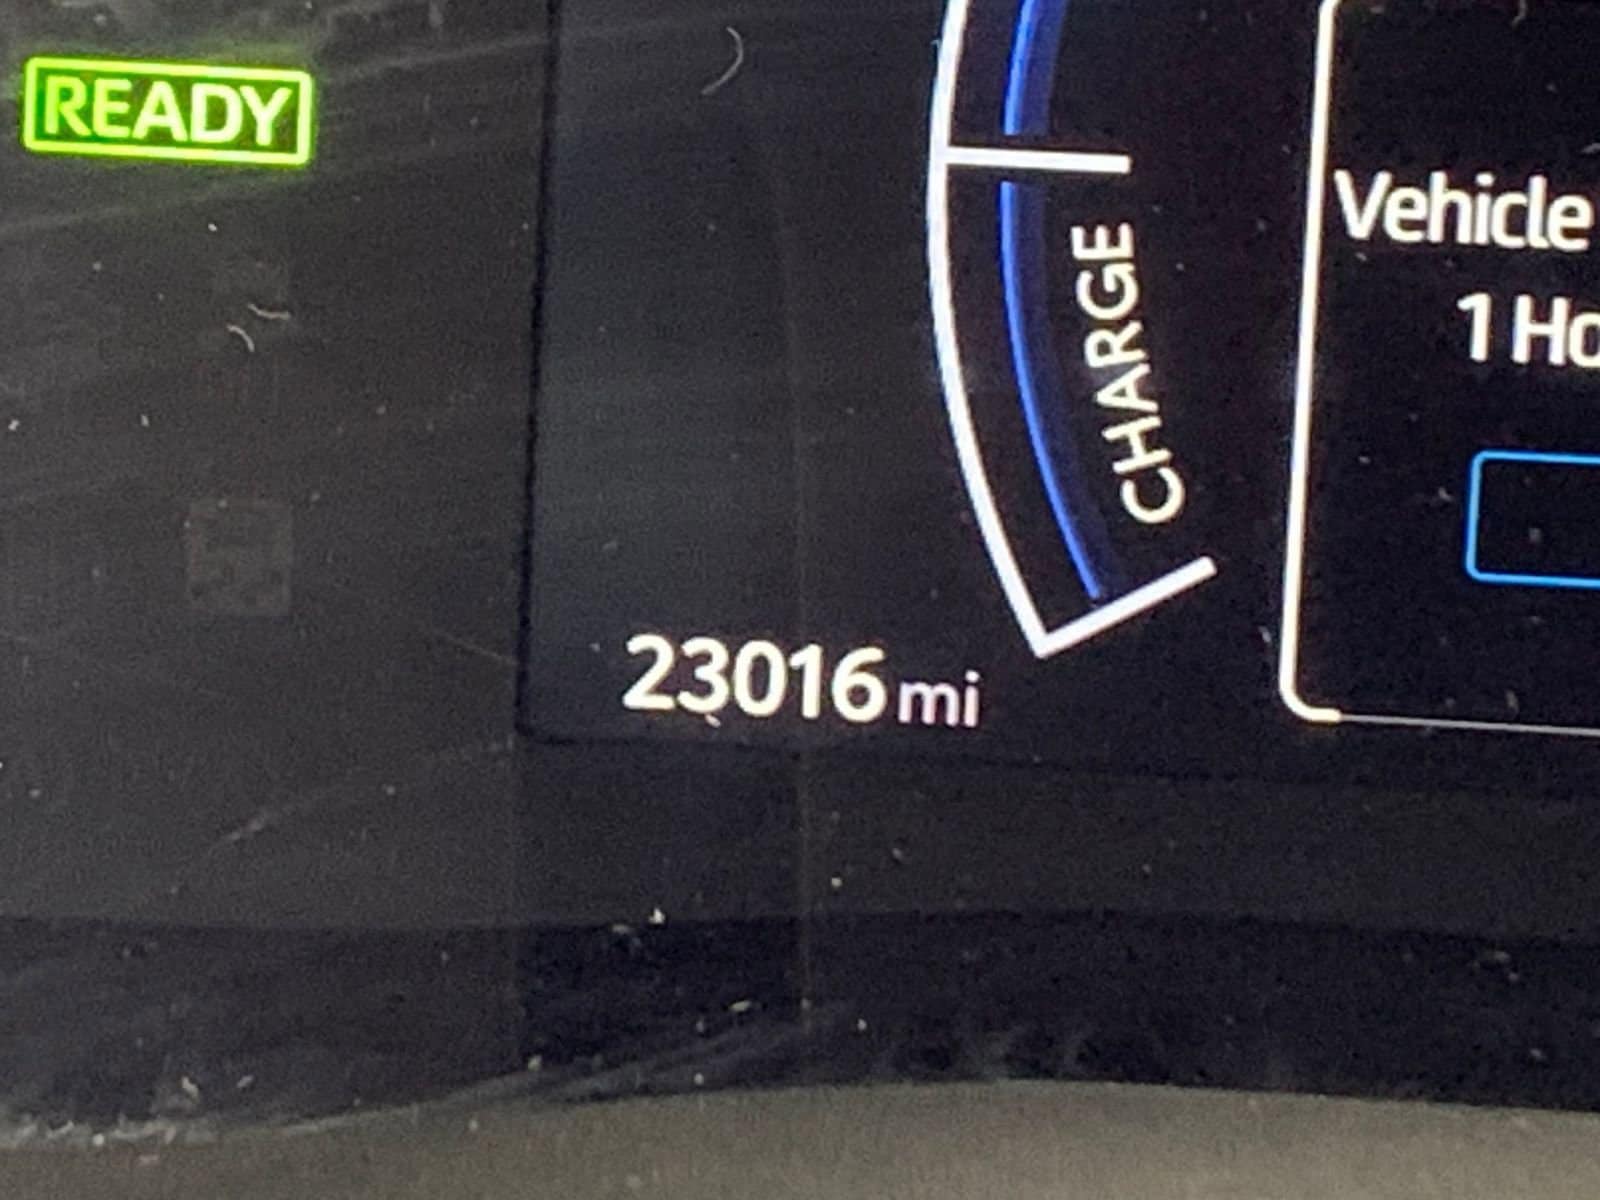 READY
Vehicle
1 Ho
CHARGE
23016 mi